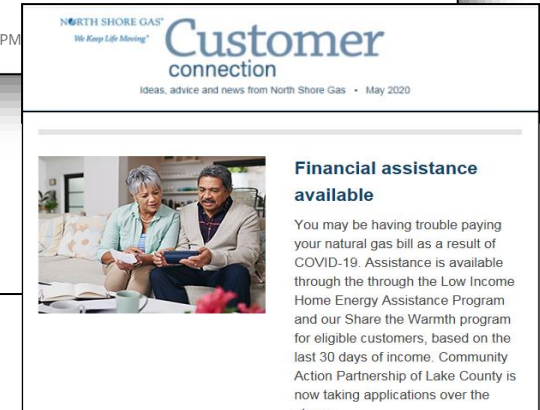 PM
NORTH SHORE GAS®
We Keep Life Moving®
Customer
connection
Ideas, advice and news from North Shore Gas • May 2020
Financial assistance
available
You may be having trouble paying
your natural gas bill as a result of
COVID-19. Assistance is available
through the through the Low Income
Home Energy Assistance Program
and our Share the Warmth program
for eligible customers, based on the
last 30 days of income. Community
Action Partnership of Lake County is
now taking applications over the